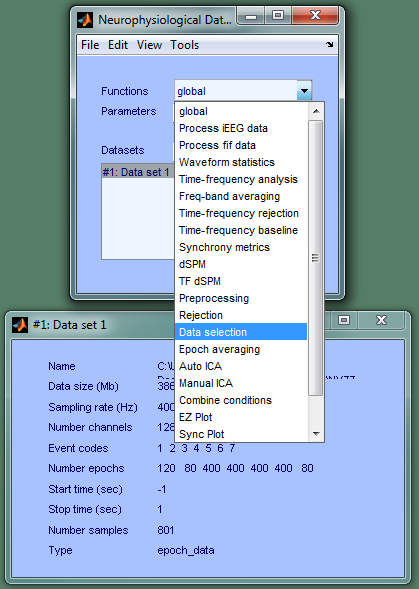 Neurophysiological Dat...
File Edit View Tools
Functions global
Parameters
Datasets
#1: Data set 1
global
Process iEEG data
Process fif data
Waveform statistics
Time-frequency analysis
Freq-band averaging
Time-frequency rejection
Time-frequency baseline
Synchrony metrics
dSPM
TF dSPM
Preprocessing
Rejection
Data selection
Epoch averaging
Auto ICA
Manual ICA
Combine conditions
EZ Plot
Sync Plot
#1: Data set 1
Name C:\
Data size (Mb) 386
Sampling rate (Hz) 400
Number channels 128
Event codes 1 2 3 4 5 6 7
Number epochs 120 80 400 400 400 400 80
Start time (sec) -1
Stop time (sec) 1
Number samples 801
Type epoch_data